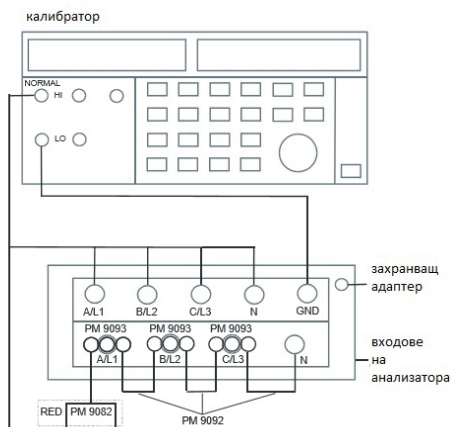 калибратор
NORMAL
HI
LO
захранващ
адаптер
A/L1 B/L2 C/L3 N GND
PM 9093 PM 9093 PM 9093
A/L1 B/L2 C/L3 N
входове
на
анализатора
RED PM 9082
PM 9092